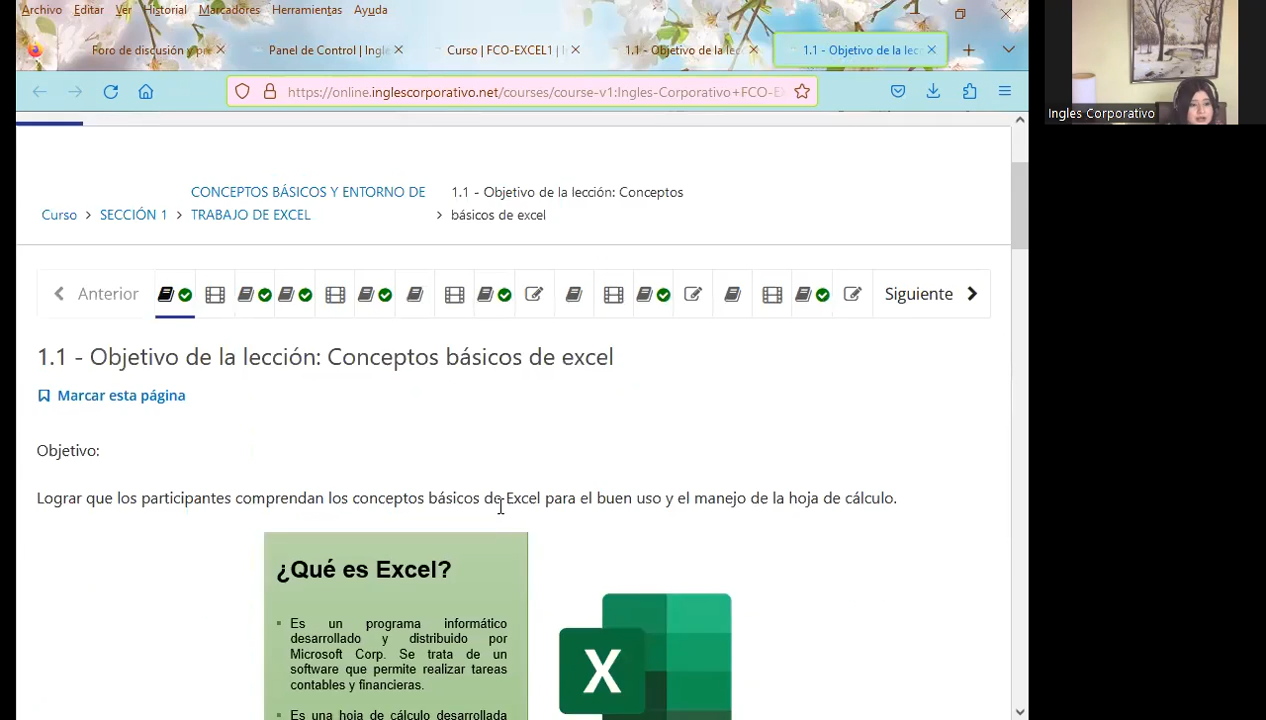 Archivo Editar Ver Historial Marcadores Herramientas Ayuda
Foro de discusión y pre Panel de Control | Ingle Curso | FCO-EXCEL1 | I 1.1 - Objetivo de la lec 1.1 - Objetivo de la lec
https://online.inglescorporativo.net/courses/course-v1:Ingles-Corporativo+FCO-E
Ingles Corporativo
CONCEPTOS BÁSICOS Y ENTORNO DE 1.1 - Objetivo de la lección: Conceptos
Curso > SECCIÓN 1 > TRABAJO DE EXCEL > básicos de excel
Anterior Siguiente
1.1 - Objetivo de la lección: Conceptos básicos de excel
Marcar esta página
Objetivo:
Lograr que los participantes comprendan los conceptos básicos de Excel para el buen uso y el manejo de la hoja de cálculo.
¿Qué es Excel?
▪ Es un programa informático
desarrollado y distribuido por
Microsoft Corp. Se trata de un
software que permite realizar tareas
contables y financieras.
▪ Es una hoja de cálculo desarrollada
X